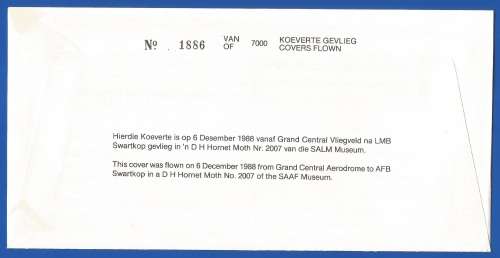 No. 1886 VAN 7000 KOEVERTE GEVLIEG
OF COVERS FLOWN
Hierdie Koeverte is op 6 Desember 1988 vanaf Grand Central Vliegveld na LMB
Swartkop gevlieg in 'n D H Hornet Moth Nr. 2007 van die SALM Museum.
This cover was flown on 6 December 1988 from Grand Central Aerodrome to AFB
Swartkop in a D H Hornet Moth No. 2007 of the SAAF Museum.